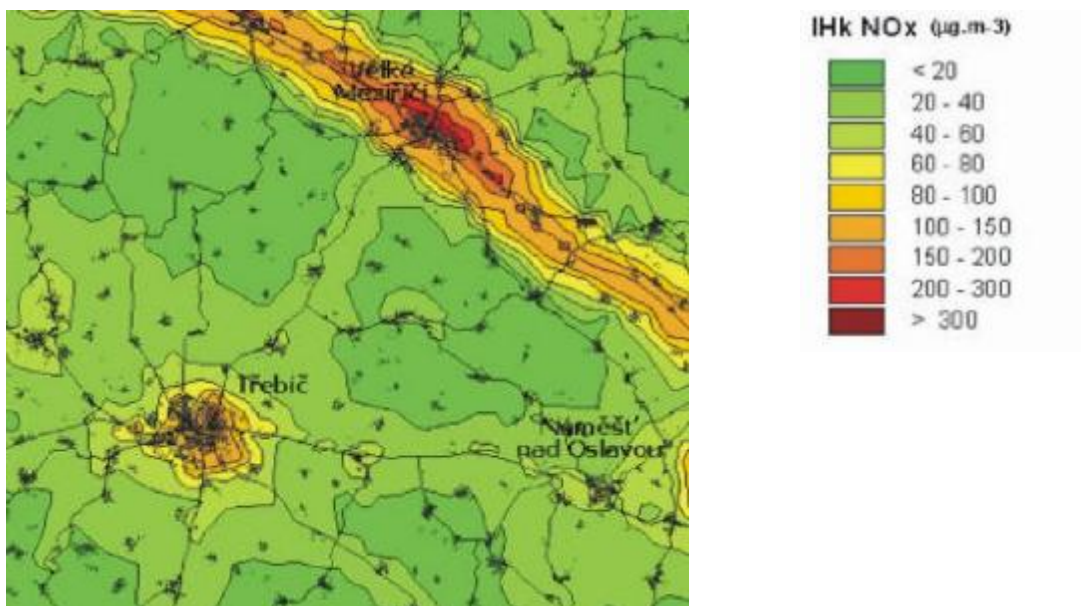 Velké
Meziříčí
Třebíč
Náměšť
nad Oslavou
IHk NOx (µg.m-3)
< 20
20 - 40
40 - 60
60 - 80
80 - 100
100 - 150
150 - 200
200 - 300
> 300